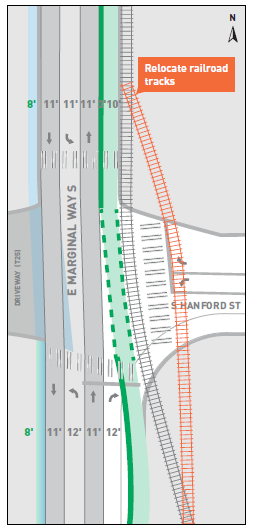 N
Relocate railroad
tracks
8' 11' 11' 11' 2' 10'
E MARGINAL WAY S
DRIVEWAY (T25)
S HANFORD ST
8' 11' 12' 11' 12'